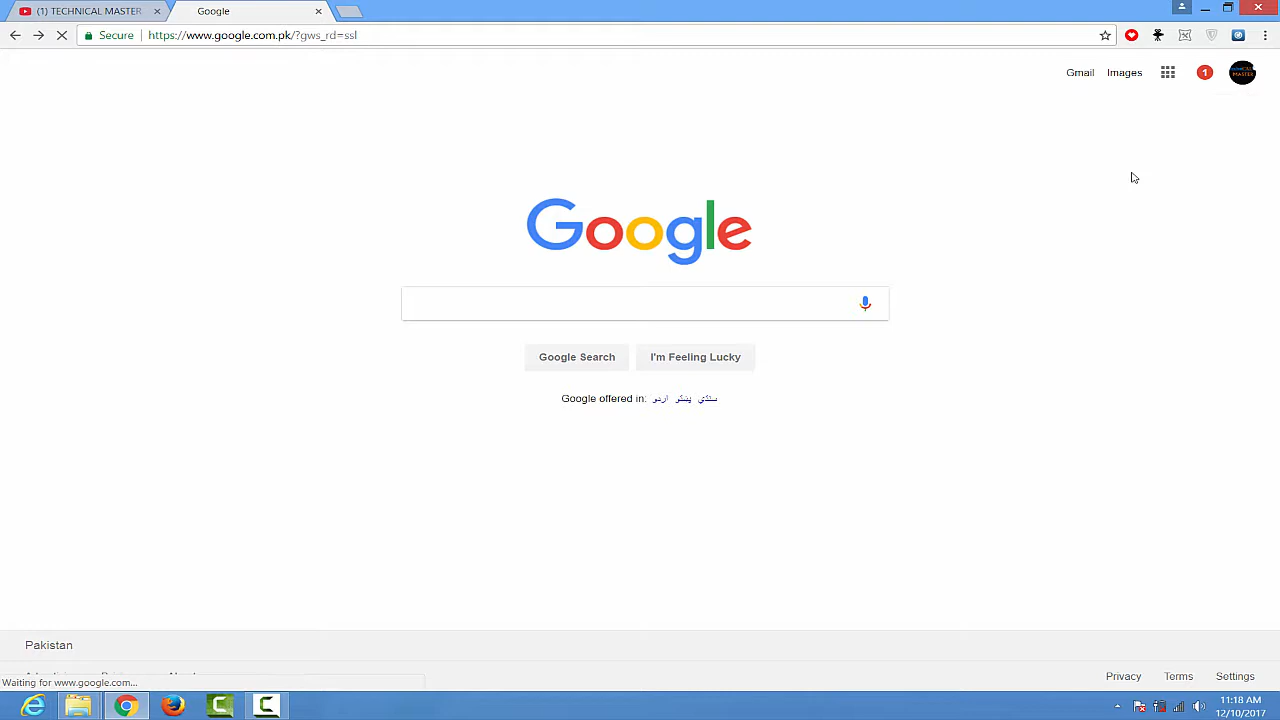 (1) TECHNICAL MASTER
Google
Secure
https://www.google.com.pk/?gws_rd=ssl
Gmail
Images
1
MASTER
Google
Google Search
I'm Feeling Lucky
Google offered in: اردو پښتو سنڌي
Pakistan
Privacy
Terms
Settings
Waiting for www.google.com...
11:18 AM
12/10/2017